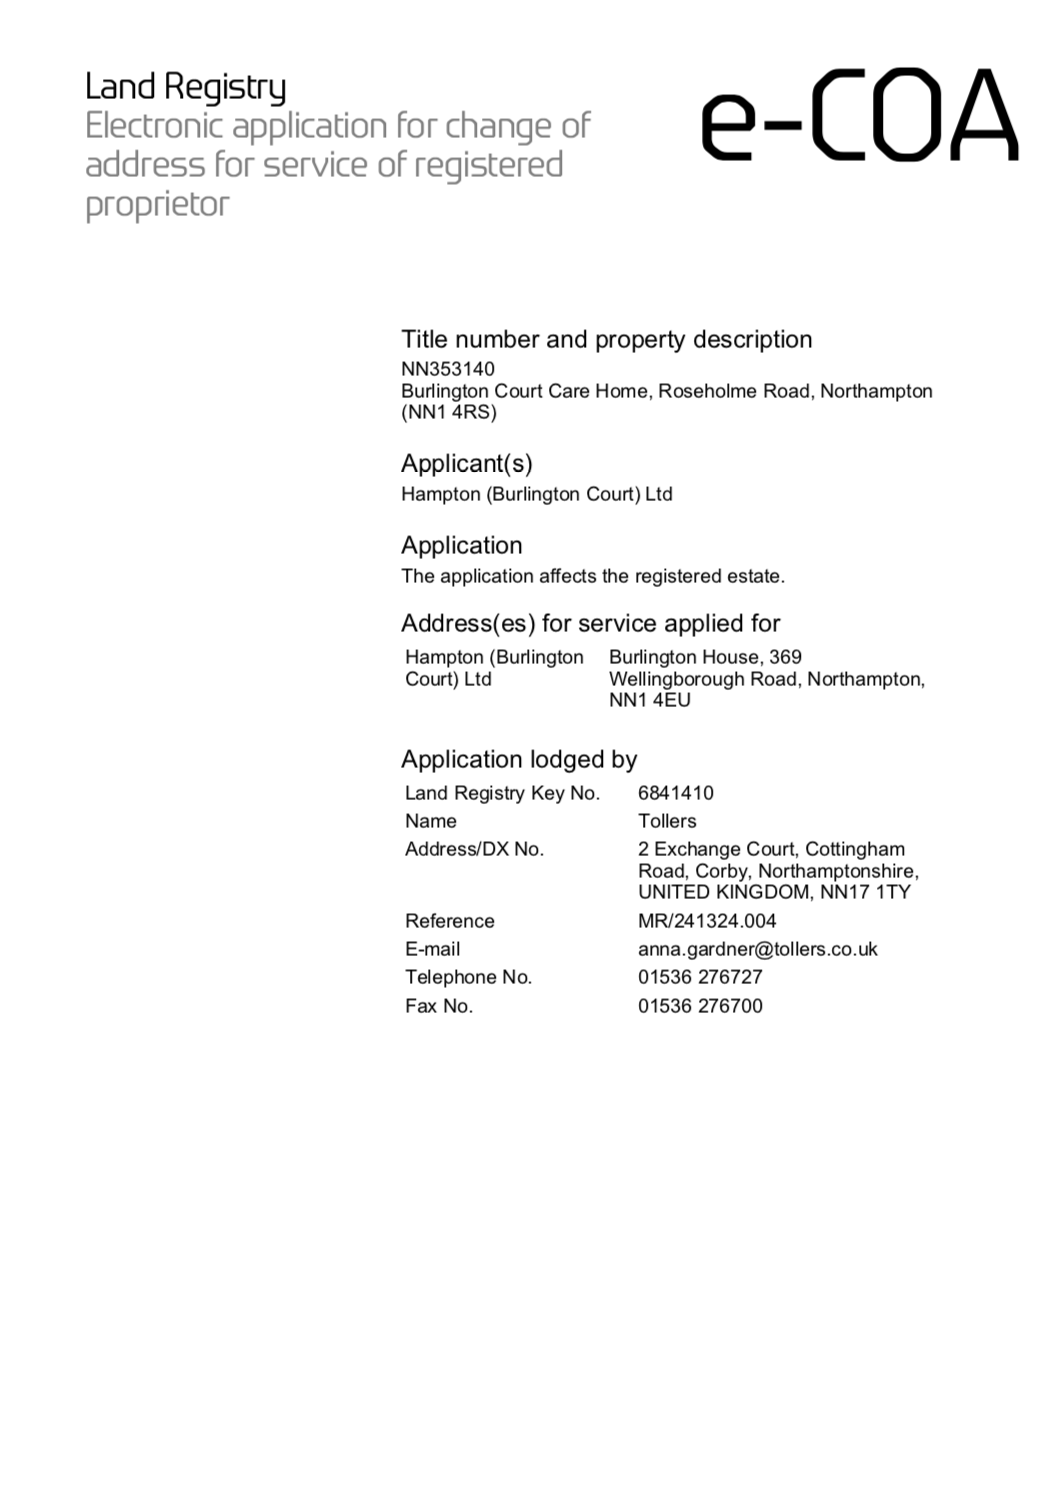 Land Registry
Electronic application for change of
address for service of registered
proprietor
e-COA
Title number and property description
NN353140
Burlington Court Care Home, Roseholme Road, Northampton
(NN1 4RS)
Applicant(s)
Hampton (Burlington Court) Ltd
Application
The application affects the registered estate.
Address(es) for service applied for
Hampton (Burlington Burlington House, 369
Court) Ltd Wellingborough Road, Northampton,
NN1 4EU
Application lodged by
Land Registry Key No. 6841410
Name Tollers
Address/DX No. 2 Exchange Court, Cottingham
Road, Corby, Northamptonshire,
UNITED KINGDOM, NN17 1TY
Reference MR/241324.004
E-mail anna.gardner@tollers.co.uk
Telephone No. 01536 276727
Fax No. 01536 276700